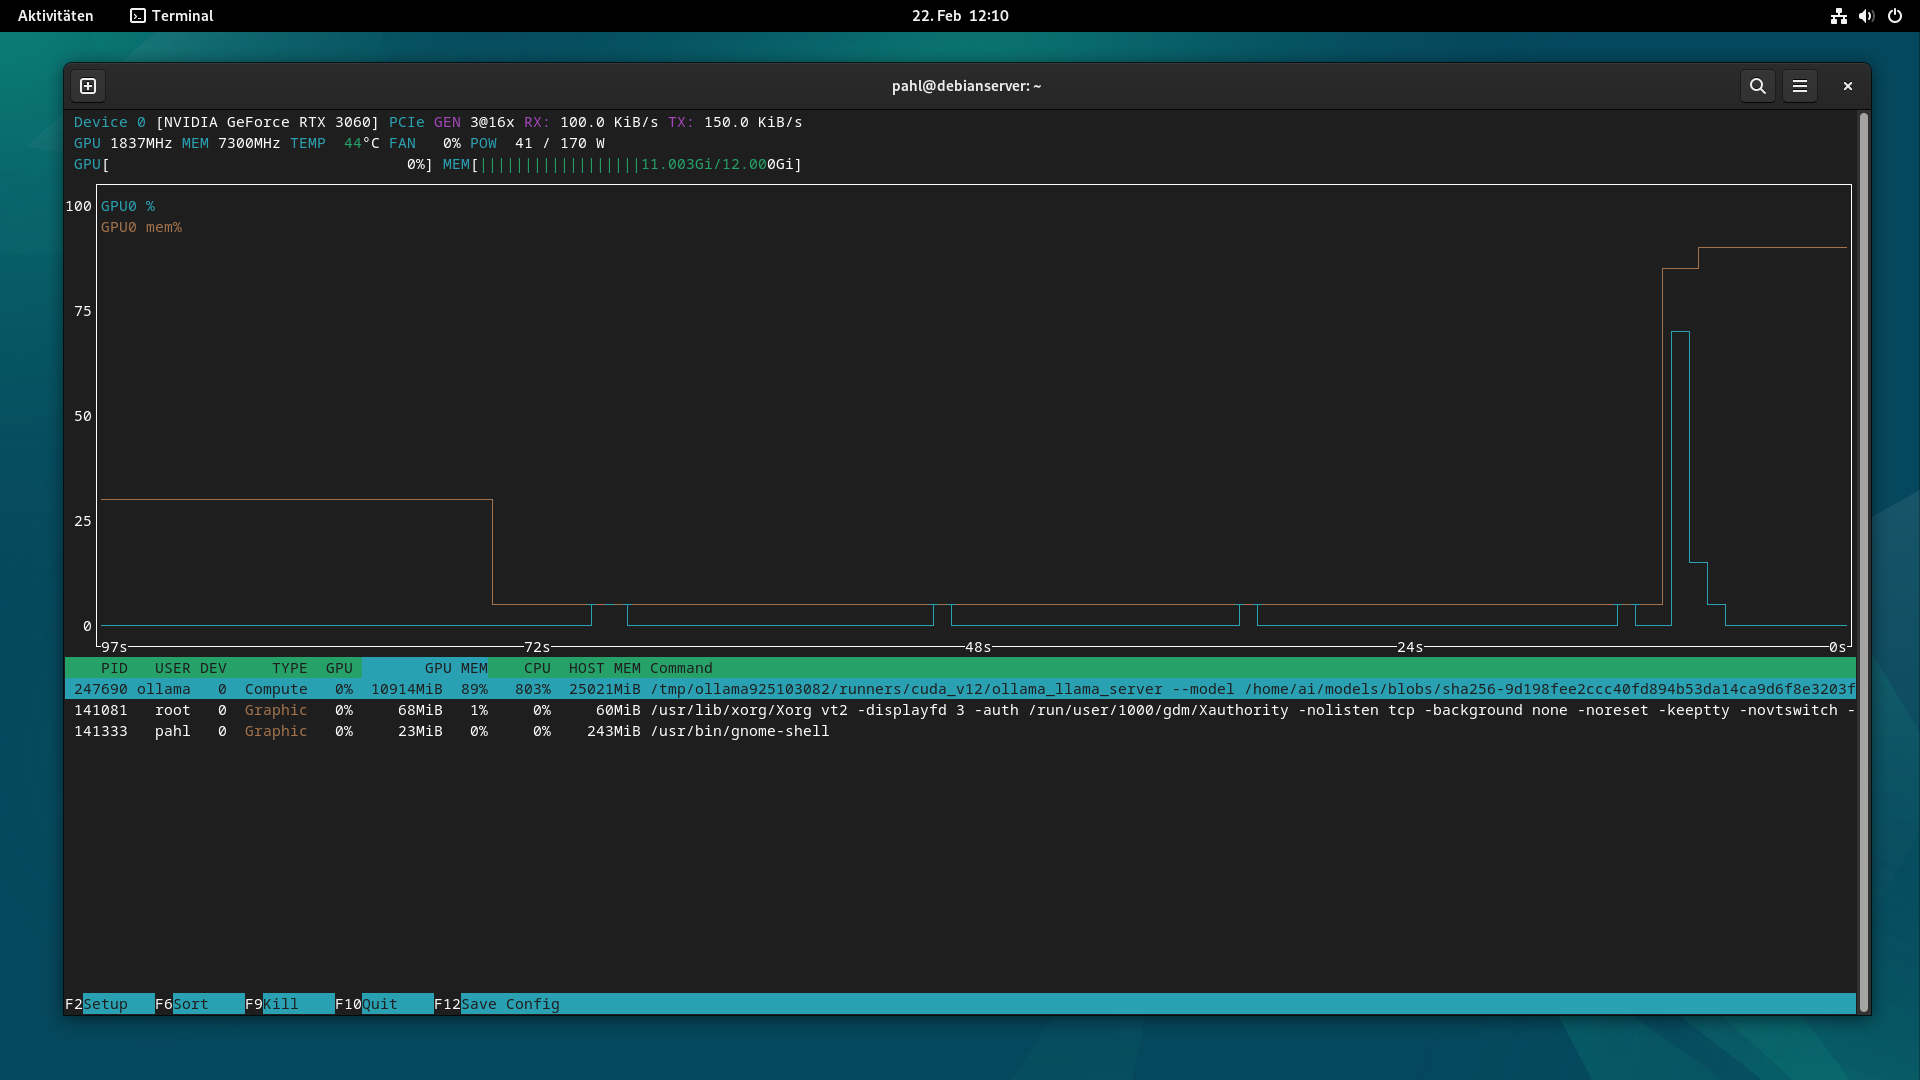 Aktivitäten Terminal 22. Feb 12:10
pahl@debianserver: ~
Device 0 [NVIDIA GeForce RTX 3060] PCIe GEN 3@16x RX: 100.0 KiB/s TX: 150.0 KiB/s
GPU 1837MHz MEM 7300MHz TEMP 44°C FAN 0% POW 41 / 170 W
GPU[ 0%] MEM[||||||||||||||||||11.003Gi/12.000Gi]
100 GPU0 %
GPU0 mem%
75
50
25
0
97s 72s 48s 24s 0s
PID USER DEV TYPE GPU GPU MEM CPU HOST MEM Command
247690 ollama 0 Compute 0% 10914MiB 89% 803% 25021MiB /tmp/ollama925103082/runners/cuda_v12/ollama_llama_server --model /home/ai/models/blobs/sha256-9d198fee2ccc40fd894b53da14ca9d6f8e3203f
141081 root 0 Graphic 0% 68MiB 1% 0% 60MiB /usr/lib/xorg/Xorg vt2 -displayfd 3 -auth /run/user/1000/gdm/Xauthority -nolisten tcp -background none -noreset -keeptty -novtswitch -
141333 pahl 0 Graphic 0% 23MiB 0% 0% 243MiB /usr/bin/gnome-shell
F2Setup F6Sort F9Kill F10Quit F12Save Config